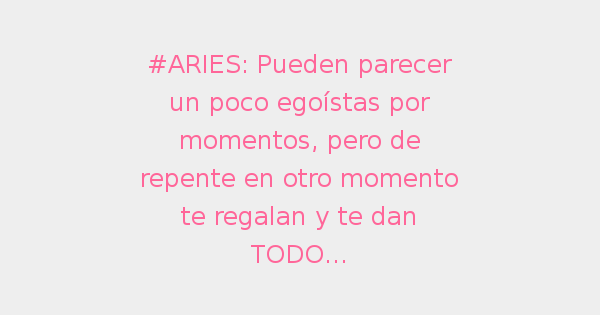 #ARIES: Pueden parecer
un poco egoístas por
momentos, pero de
repente en otro momento
te regalan y te dan
TODO...